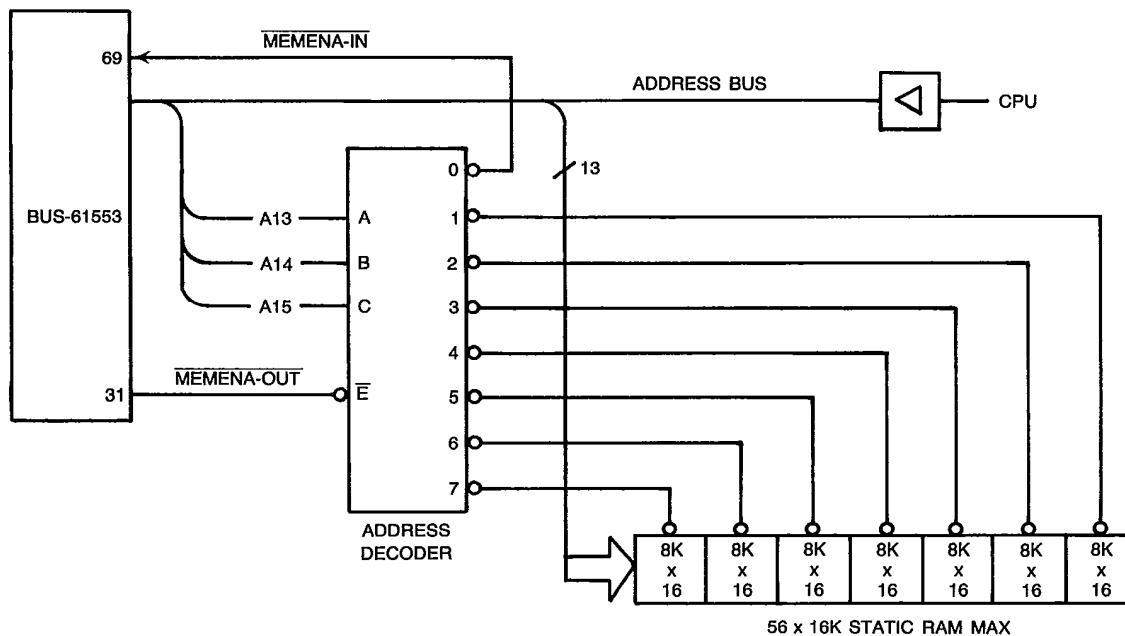 MEMENA-IN
69
ADDRESS BUS
CPU
0
13
BUS-61553
A13
A
1
A14
B
2
A15
C
3
4
MEMENA-OUT
31
E
5
6
7
ADDRESS
DECODER
8K
x
16
8K
x
16
8K
x
16
8K
x
16
8K
x
16
8K
x
16
8K
x
16
56 x 16K STATIC RAM MAX